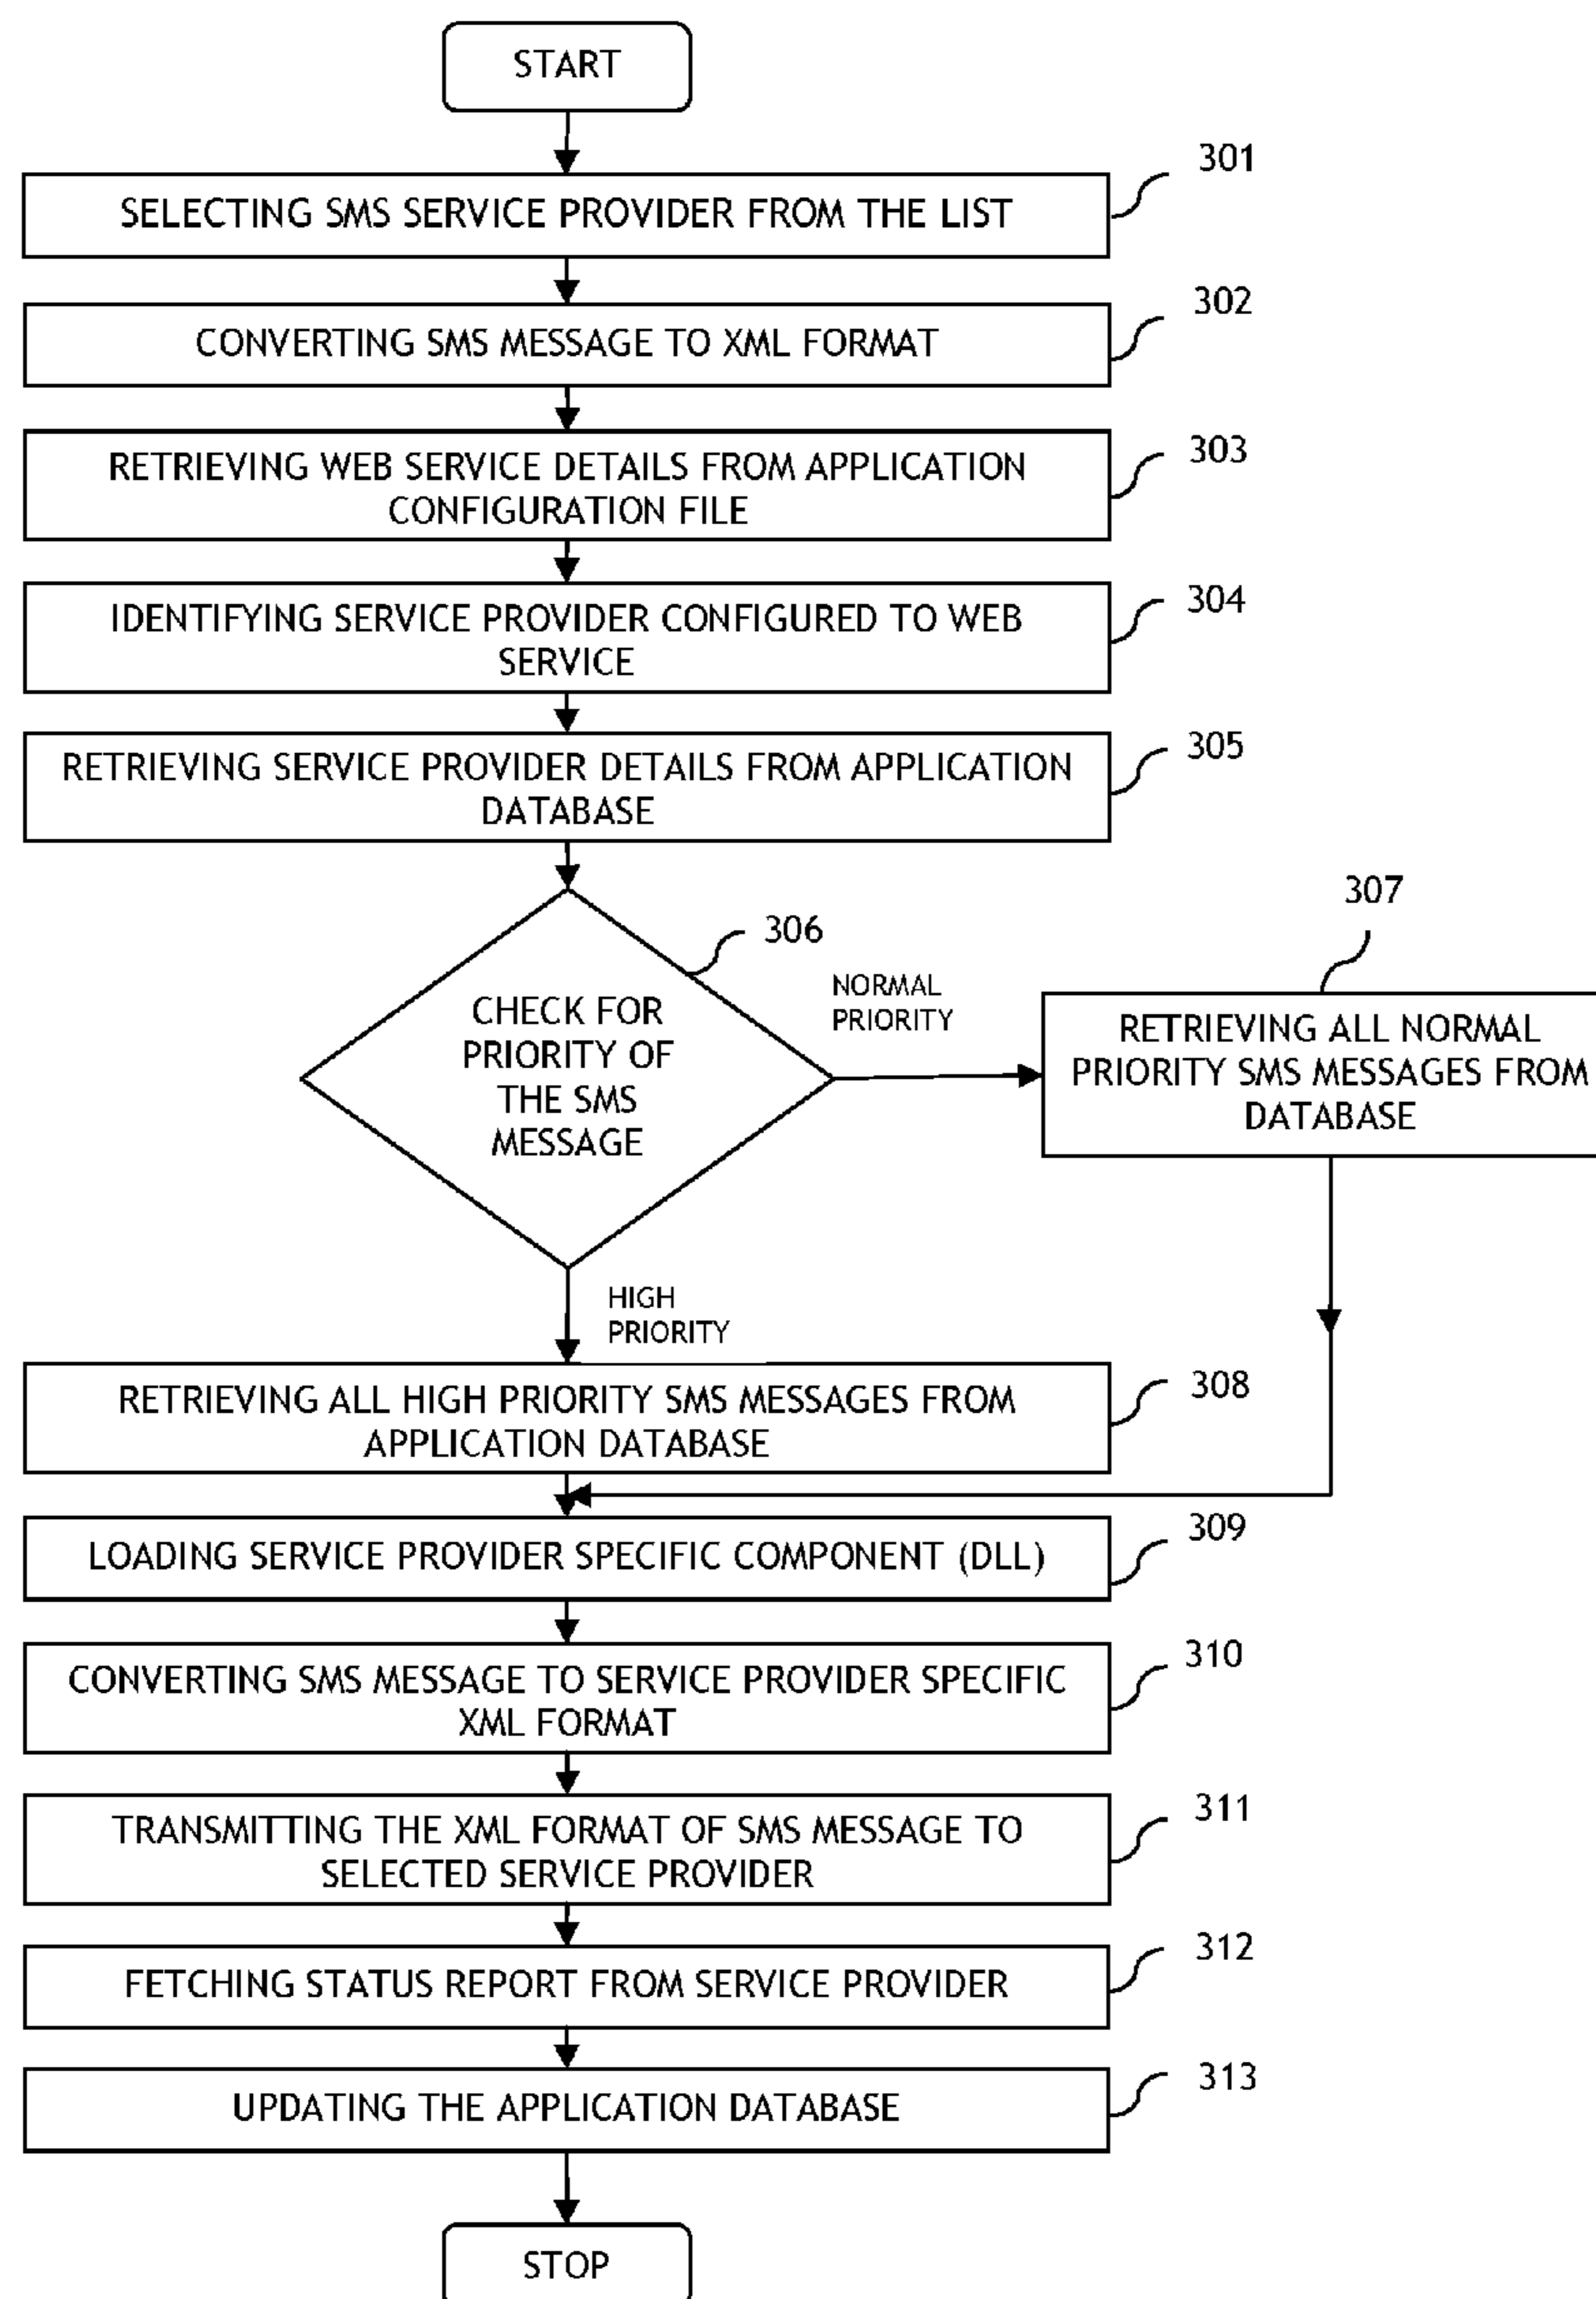 START
301
SELECTING SMS SERVICE PROVIDER FROM THE LIST
302
CONVERTING SMS MESSAGE TO XML FORMAT
303
RETRIEVING WEB SERVICE DETAILS FROM APPLICATION
CONFIGURATION FILE
304
IDENTIFYING SERVICE PROVIDER CONFIGURED TO WEB
SERVICE
305
RETRIEVING SERVICE PROVIDER DETAILS FROM APPLICATION
DATABASE
306
CHECK FOR
PRIORITY OF
THE SMS
MESSAGE
NORMAL
PRIORITY
307
RETRIEVING ALL NORMAL
PRIORITY SMS MESSAGES FROM
DATABASE
HIGH
PRIORITY
308
RETRIEVING ALL HIGH PRIORITY SMS MESSAGES FROM
APPLICATION DATABASE
309
LOADING SERVICE PROVIDER SPECIFIC COMPONENT (DLL)
310
CONVERTING SMS MESSAGE TO SERVICE PROVIDER SPECIFIC
XML FORMAT
311
TRANSMITTING THE XML FORMAT OF SMS MESSAGE TO
SELECTED SERVICE PROVIDER
312
FETCHING STATUS REPORT FROM SERVICE PROVIDER
313
UPDATING THE APPLICATION DATABASE
STOP